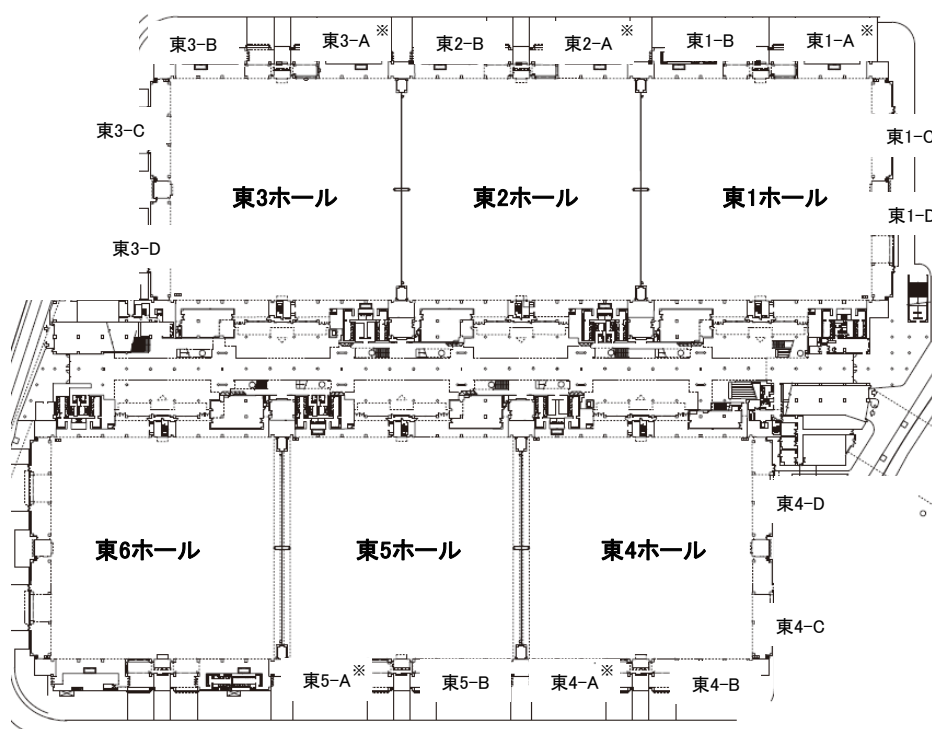 東3-B
東3-A※
東2-B
東2-A※
東1-B
東1-A※
東3-C
東1-C
東3ホール
東2ホール
東1ホール
東1-D
東3-D
東4-D
東6ホール
東5ホール
東4ホール
東4-C
東5-A※
東5-B
東4-A※
東4-B